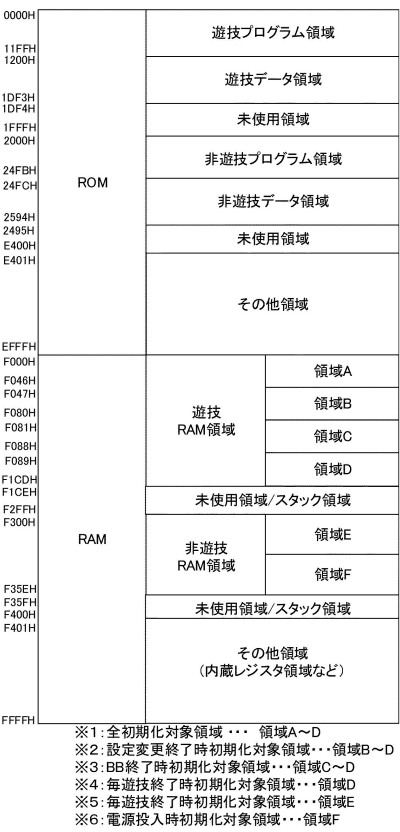 0000H
遊技プログラム領域
11FFH
1200H
遊技データ領域
1DF3H
1DF4H
未使用領域
1FFFH
2000H
非遊技プログラム領域
24FBH
ROM
24FCH
非遊技データ領域
2594H
2495H
未使用領域
E400H
E401H
その他領域
EFFFH
F000H
領域A
F046H
F047H
遊技
RAM領域
領域B
F080H
F081H
領域C
F088H
F089H
領域D
F1CDH
F1CEH
未使用領域/スタック領域
F2FFH
F300H
RAM
非遊技
RAM領域
領域E
領域F
F35EH
F35FH
未使用領域/スタック領域
F400H
F401H
その他領域
(内蔵レジスタ領域など)
FFFFH
※1:全初期化対象領域 ・・・ 領域A～D
※2:設定変更終了時初期化対象領域・・・領域B～D
※3:BB終了時初期化対象領域・・・領域C～D
※4:毎遊技終了時初期化対象領域・・・領域D
※5:毎遊技終了時初期化対象領域・・・領域E
※6:電源投入時初期化対象領域・・・領域F